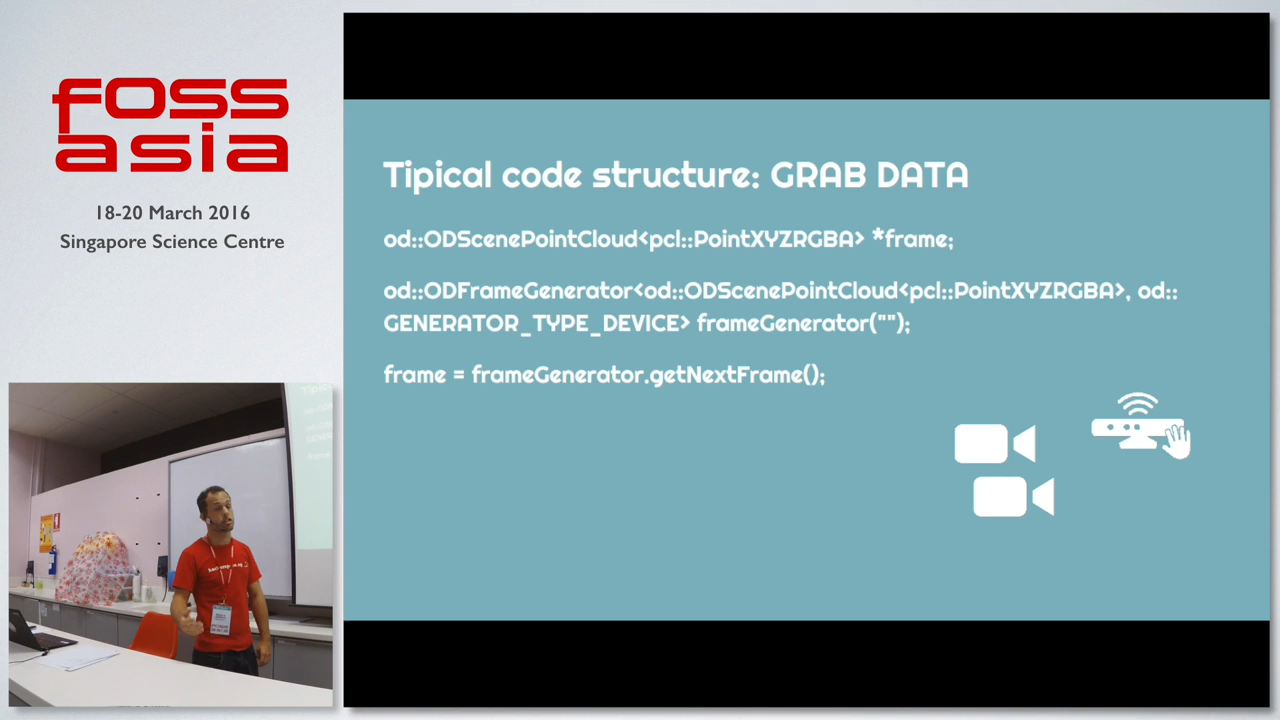 foss
asia
18-20 March 2016
Singapore Science Centre
Tipical code structure: GRAB DATA
od::ODScenePointCloud<pcl::PointXYZRGBA> *frame;
od::ODFrameGenerator<od::ODScenePointCloud<pcl::PointXYZRGBA>, od::
GENERATOR_TYPE_DEVICE> frameGenerator("");
frame = frameGenerator.getNextFrame();